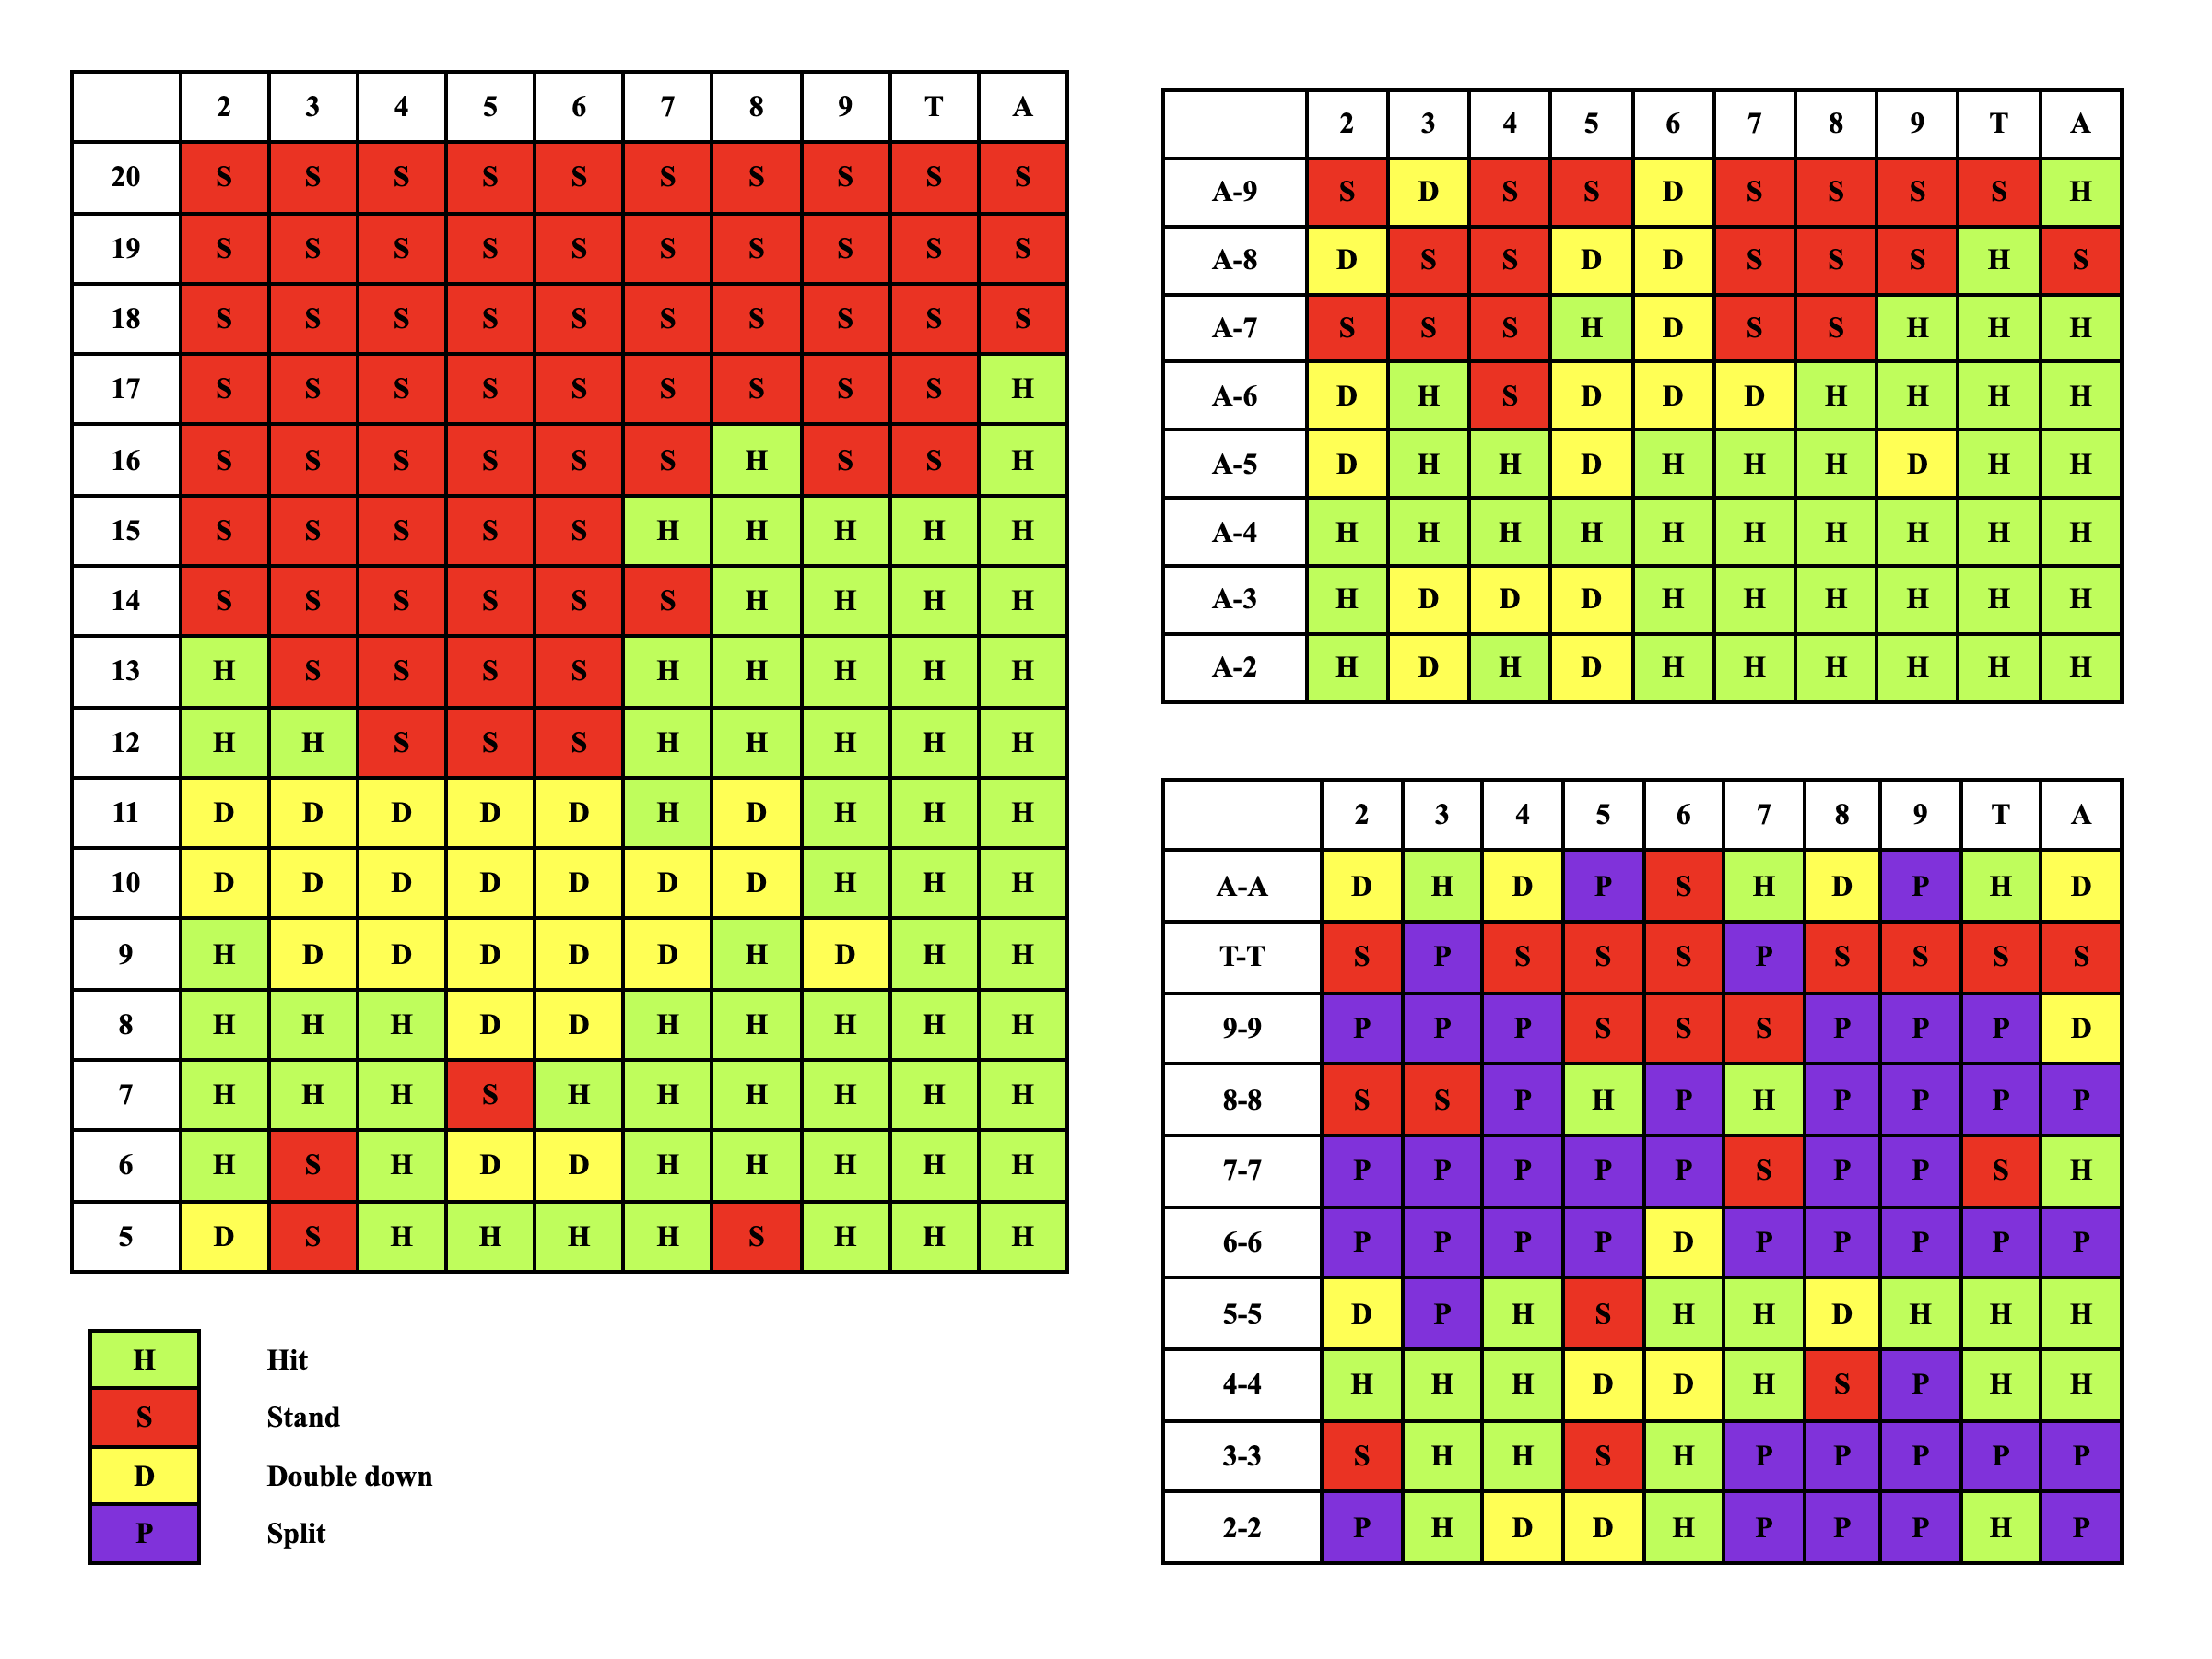 2 3 4 5 6 7 8 9 T A
20 S S S S S S S S S S
19 S S S S S S S S S S
18 S S S S S S S S S S
17 S S S S S S S S S H
16 S S S S S S H S S H
15 S S S S S H H H H H
14 S S S S S S H H H H
13 H S S S S H H H H H
12 H H S S S H H H H H
11 D D D D D H D H H H
10 D D D D D D D H H H
9 H D D D D D H D H H
8 H H H D D H H H H H
7 H H H S H H H H H H
6 H S H D D H H H H H
5 D S H H H H S H H H
H Hit
S Stand
D Double down
P Split
2 3 4 5 6 7 8 9 T A
A-9 S D S S D S S S S H
A-8 D S S D D S S S H S
A-7 S S S H D S S H H H
A-6 D H S D D D H H H H
A-5 D H H D H H H D H H
A-4 H H H H H H H H H H
A-3 H D D D H H H H H H
A-2 H D H D H H H H H H
2 3 4 5 6 7 8 9 T A
A-A D H D P S H D P H D
T-T S P S S S P S S S S
9-9 P P P S S S P P P D
8-8 S S P H P H P P P P
7-7 P P P P P S P P S H
6-6 P P P P D P P P P P
5-5 D P H S H H D H H H
4-4 H H H D D H S P H H
3-3 S H H S H P P P P P
2-2 P H D D H P P P H P